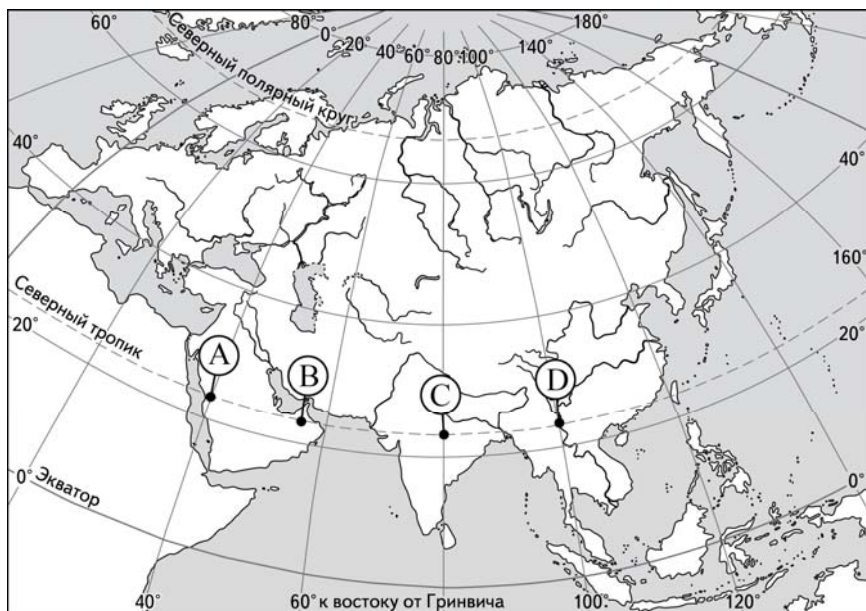 60° 80° 0° 20° 40° 60° 80° 100° 140° 180°
Северный полярный круг
40°
40°
160°
Северный тропик
20°
20°
A
B
C
D
0°
Экватор
0°
40°
60° к востоку от Гринвича
100°
120°